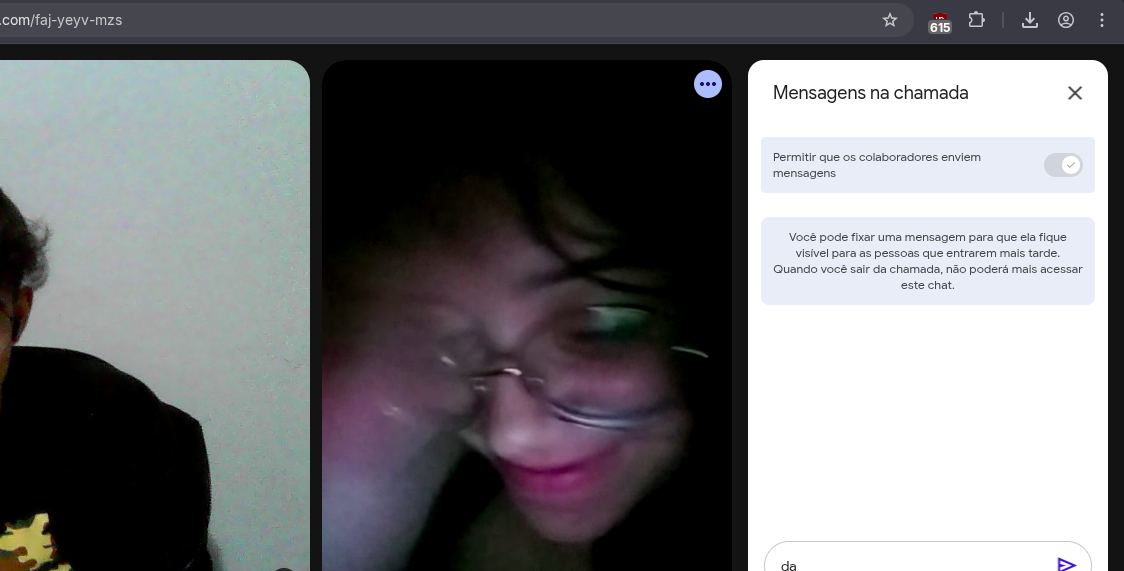 .com/faj-yeyv-mzs
615
Mensagens na chamada
Permitir que os colaboradores enviem
mensagens
Você pode fixar uma mensagem para que ela fique
visível para as pessoas que entrarem mais tarde.
Quando você sair da chamada, não poderá mais acessar
este chat.
da